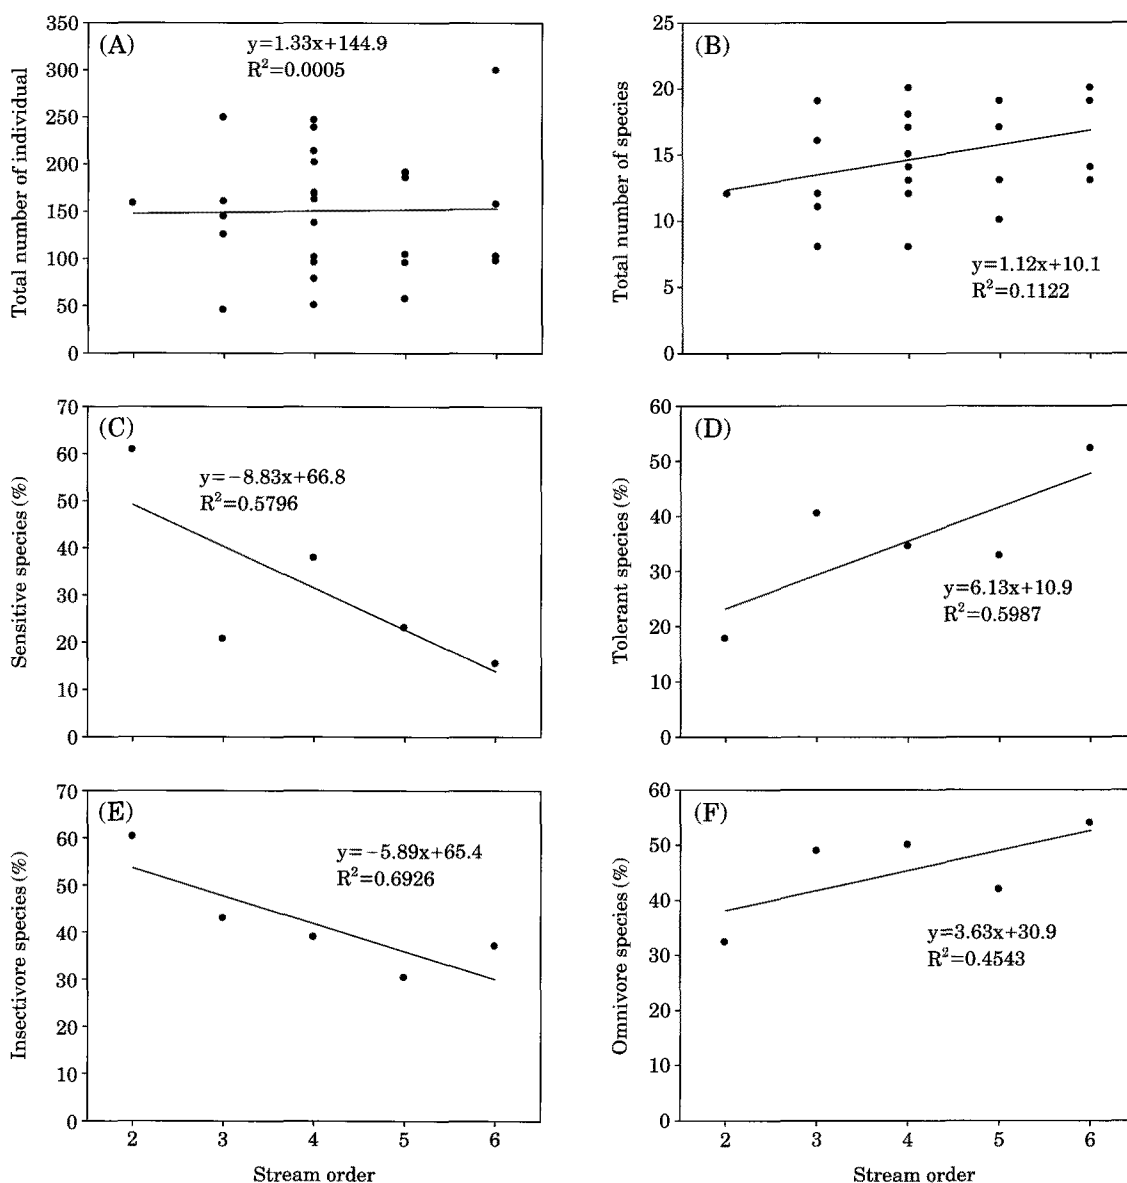 (A)
y=1.33x+144.9
R²=0.0005
Total number of individual
350
300
250
200
150
100
50
0
(B)
y=1.12x+10.1
R²=0.1122
Total number of species
25
20
15
10
5
0
(C)
y=−8.83x+66.8
R²=0.5796
Sensitive species (%)
70
60
50
40
30
20
10
0
(D)
y=6.13x+10.9
R²=0.5987
Tolerant species (%)
60
50
40
30
20
10
0
(E)
y=−5.89x+65.4
R²=0.6926
Insectivore species (%)
70
60
50
40
30
20
10
0
2 3 4 5 6
Stream order
(F)
y=3.63x+30.9
R²=0.4543
Omnivore species (%)
60
50
40
30
20
10
0
2 3 4 5 6
Stream order